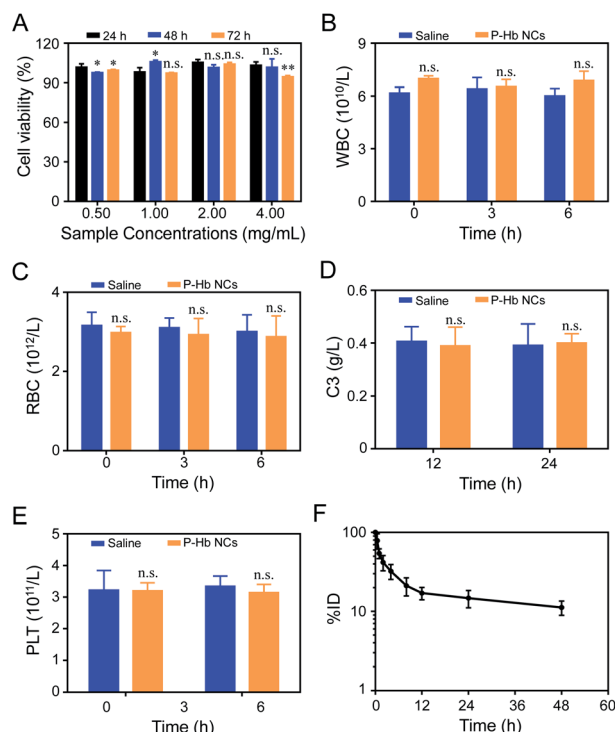 A
24 h 48 h 72 h
Cell viability (%)
120
90
60
30
0
* * * n.s. n.s. n.s. n.s. **
0.50 1.00 2.00 4.00
Sample Concentrations (mg/mL)
B
Saline P-Hb NCs
WBC (10¹⁰/L)
9
6
3
0
n.s. n.s. n.s.
0 3 6
Time (h)
C
Saline P-Hb NCs
RBC (10¹²/L)
4
3
2
1
0
n.s. n.s. n.s.
0 3 6
Time (h)
D
Saline
P-Hb NCs
C3 (g/L)
0.6
0.4
0.2
0.0
n.s. n.s.
12 24
Time (h)
E
Saline P-Hb NCs
PLT (10¹¹/L)
5
4
3
2
1
0
n.s. n.s.
0 3 6
Time (h)
F
%ID
100
10
1
0 12 24 36 48 60
Time (h)